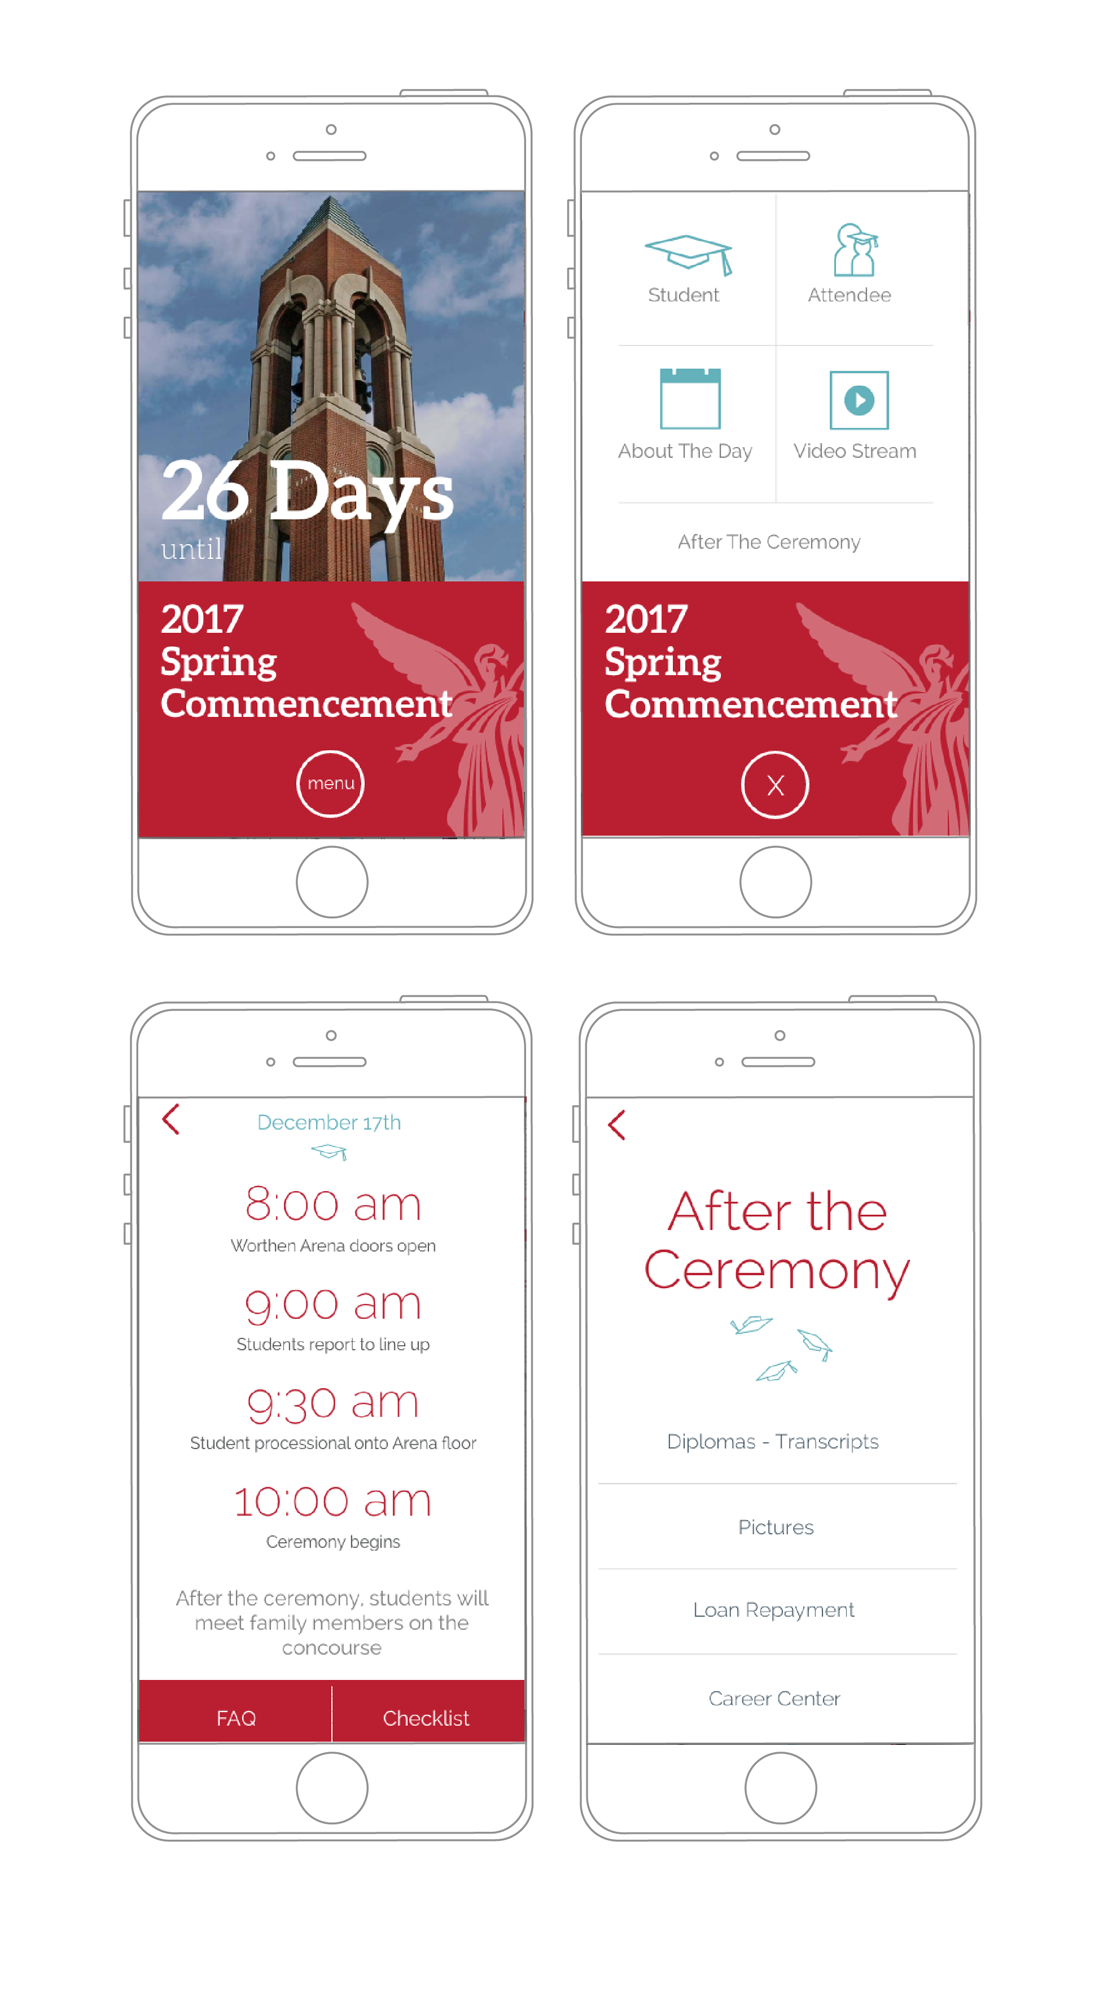 26 Days
until
2017
Spring
Commencement
menu
Student
Attendee
About The Day
Video Stream
After The Ceremony
2017
Spring
Commencement
X
December 17th
8:00 am
Worthen Arena doors open
9:00 am
Students report to line up
9:30 am
Student processional onto Arena floor
10:00 am
Ceremony begins
After the ceremony, students will
meet family members on the
concourse
FAQ
Checklist
After the
Ceremony
Diplomas - Transcripts
Pictures
Loan Repayment
Career Center